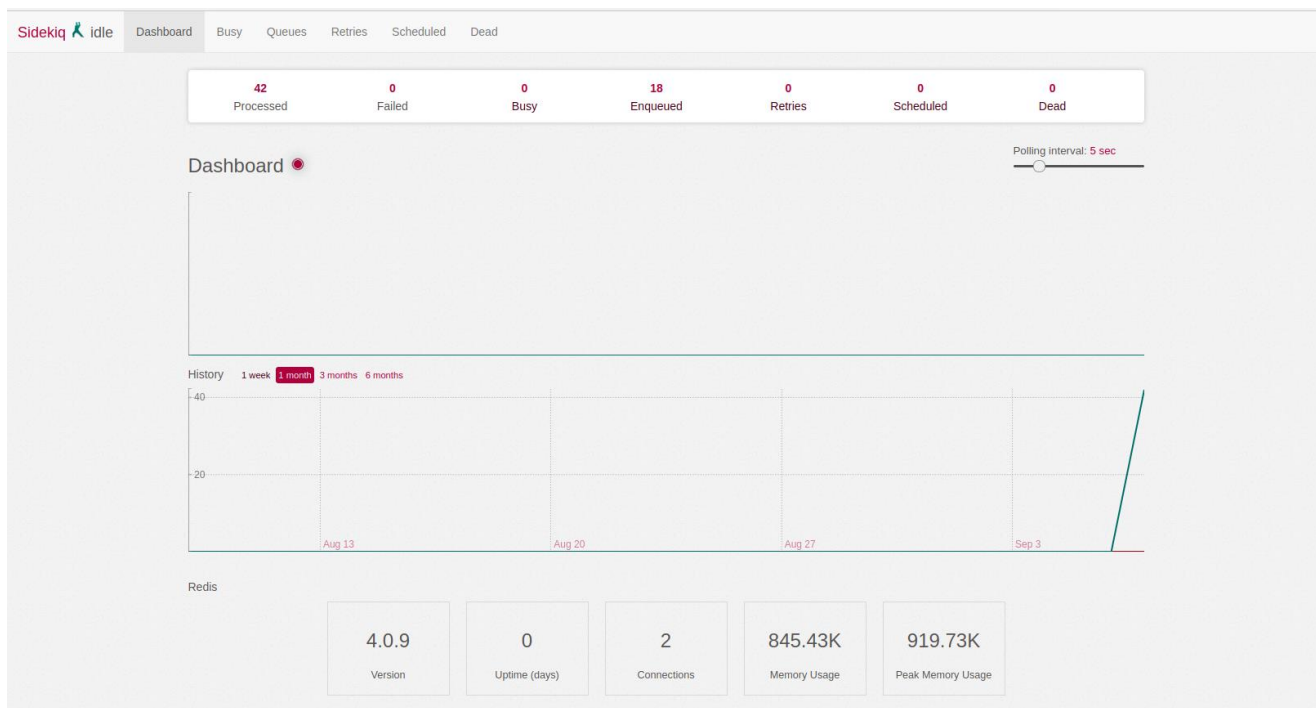 Sidekiq idle Dashboard Busy Queues Retries Scheduled Dead
42 0 0 18 0 0 0
Processed Failed Busy Enqueued Retries Scheduled Dead
Dashboard
Polling interval: 5 sec
History 1 week 1 month 3 months 6 months
40
20
Aug 13 Aug 20 Aug 27 Sep 3
Redis
4.0.9 0 2 845.43K 919.73K
Version Uptime (days) Connections Memory Usage Peak Memory Usage